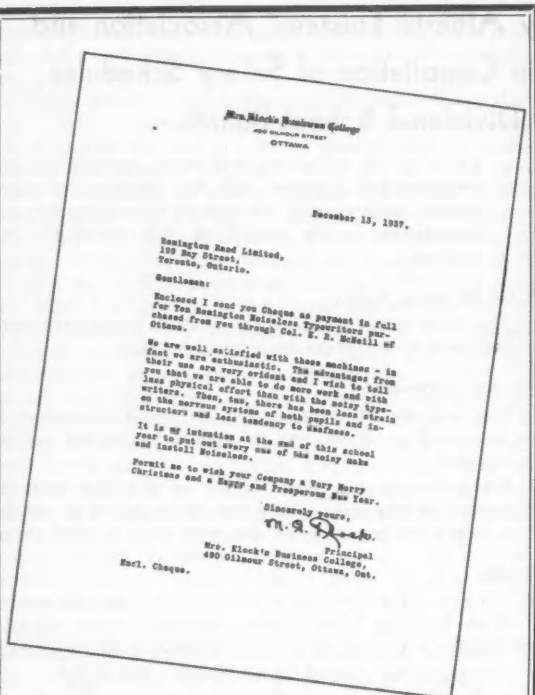 Alberta Trustees' Association and
Compilation of Salary Schedules
Divisional School
Mrs. Klock's Business College
490 GILMOUR STREET
OTTAWA
December 15, 1937.
Remington Rand Limited,
199 Bay Street,
Toronto, Ontario.
Gentlemen:
Enclosed I send you Cheque as payment in full
for Ten Remington Noiseless Typewriters pur-
chased from you through Col. E. R. McNeill of
Ottawa.
We are well satisfied with these machines - in
fact we are enthusiastic. The advantages from
their use are very evident and I wish to tell
you that we are able to do more work and with
less physical effort than with the noisy type-
writers. Then, too, there has been less strain
on the nervous systems of both pupils and in-
structors and less tendency to deafness.
It is my intention at the end of this school
year to put out every one of the noisy make
and install Noiseless.
Permit me to wish your Company a Very Merry
Christmas and a Happy and Prosperous New Year.
Sincerely yours,
Principal
Mrs. Klock's Business College,
490 Gilmour Street, Ottawa, Ont.
Encl. Cheque.